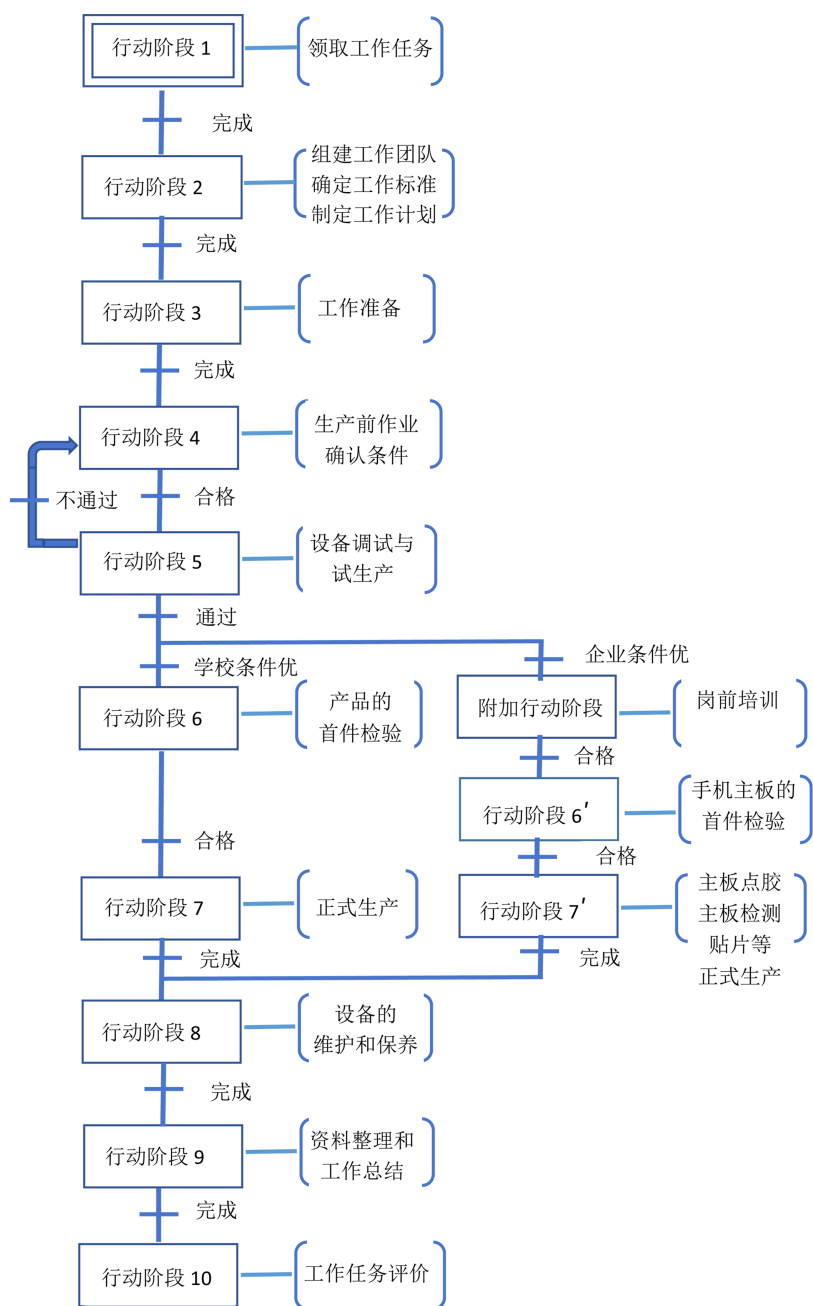 行动阶段 1
领取工作任务
完成
行动阶段 2
组建工作团队
确定工作标准
制定工作计划
完成
行动阶段 3
工作准备
完成
行动阶段 4
生产前作业
确认条件
不通过
合格
行动阶段 5
设备调试与
试生产
通过
学校条件优
企业条件优
行动阶段 6
产品的
首件检验
附加行动阶段
岗前培训
合格
行动阶段 6′
手机主板的
首件检验
合格
合格
行动阶段 7
正式生产
行动阶段 7′
主板点胶
主板检测
贴片等
正式生产
完成
完成
行动阶段 8
设备的
维护和保养
完成
行动阶段 9
资料整理和
工作总结
完成
行动阶段 10
工作任务评价